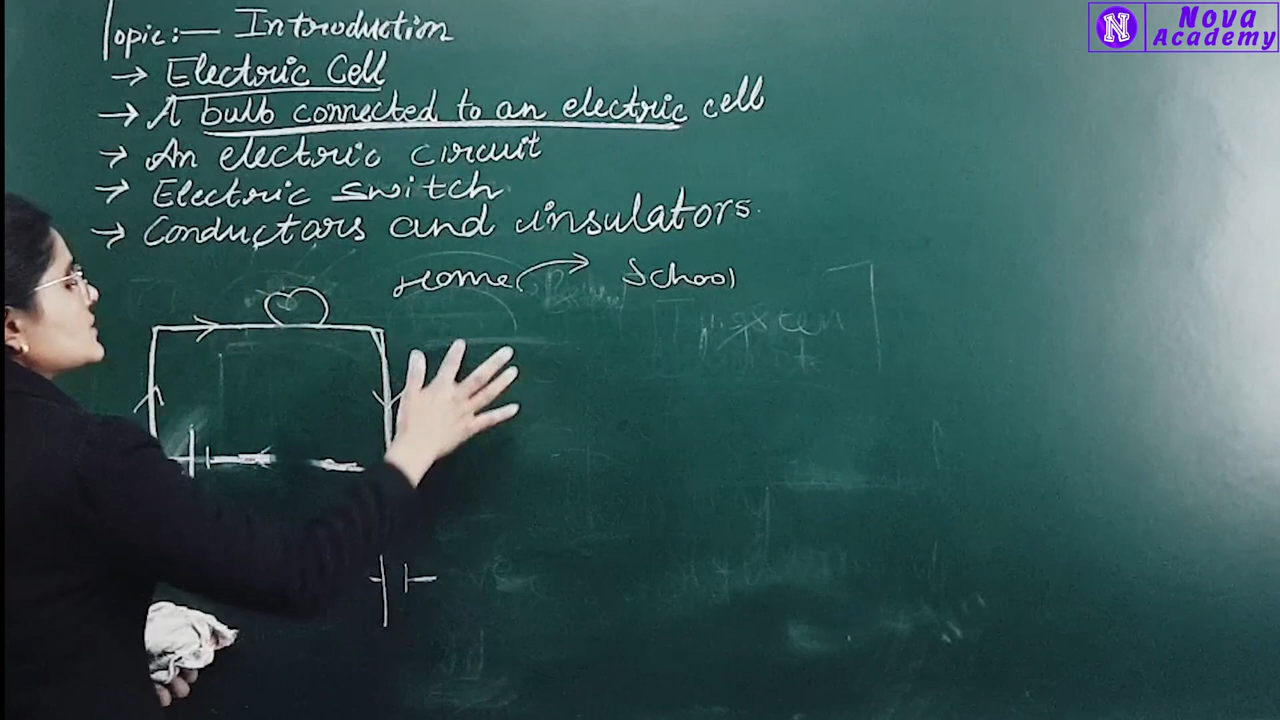 Topic:— Introduction
→ Electric Cell
→ A bulb connected to an electric cell
→ An electric circuit
→ Electric switch
→ Conductors and insulators.
Home → School
N Nova Academy